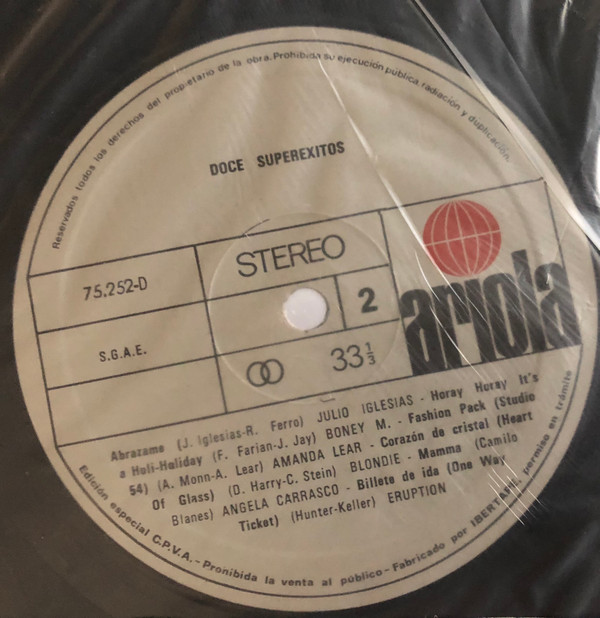 Reservados todos los derechos del propietario de la obra. Prohibida su ejecución pública radiación y duplicación.
DOCE SUPEREXITOS
75.252-D
STEREO
2
ariola
S.G.A.E.
33 1/3
Abrazame (J. Iglesias-R. Ferro) JULIO IGLESIAS - Horay Horay It's
a Holi-Holiday (F. Farian-J. Jay) BONEY M. - Fashion Pack (Studio
54) (A. Monn-A. Lear) AMANDA LEAR - Corazón de cristal (Heart
Of Glass) (D. Harry-C. Stein) BLONDIE - Mamma (Camilo
Blanes) ANGELA CARRASCO - Billete de ida (One Way
Ticket) (Hunter-Keller) ERUPTION
Edición especial C.P.V.A. - Prohibida la venta al público - Fabricado por permiso en trámite